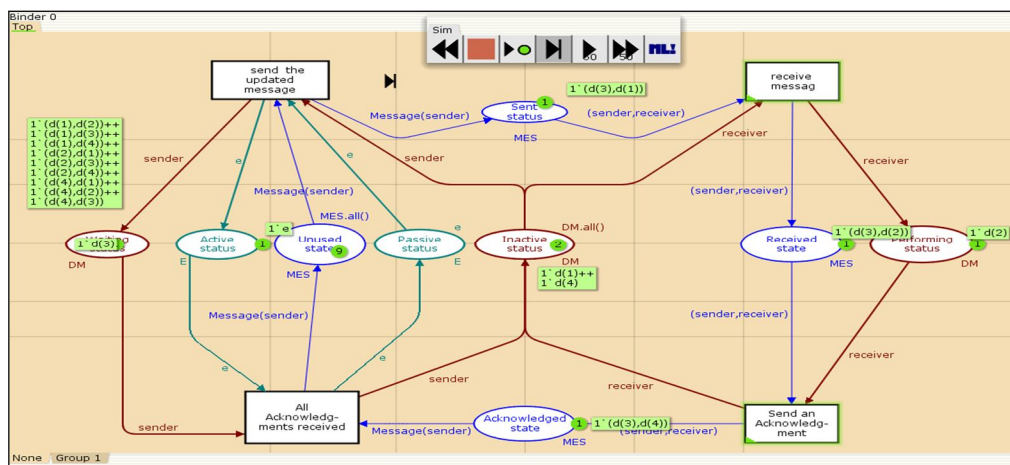 Binder 0
Top
Sim
ML!
60
50
send the
updated
message
receive
messag
1`(d(3),d(1))
1
Sent
status
MES
Message(sender)
(sender,receiver)
1`(d(1),d(2))++
1`(d(1),d(3))++
1`(d(1),d(4))++
1`(d(2),d(1))++
1`(d(2),d(3))++
1`(d(2),d(4))++
1`(d(4),d(1))++
1`(d(4),d(2))++
1`(d(4),d(3))
sender
e
e
sender
receiver
receiver
Message(sender)
(sender,receiver)
MES.all()
1`e
e
DM.all()
1`(d(3),d(2))
1`d(2)
1`d(3)
DM
Active
status
1
E
Unused
state
9
MES
Passive
status
E
Inactive
status
2
DM
1`d(1)++
1`d(4)
Received
state
1
MES
Performing
status
1
DM
Message(sender)
(sender,receiver)
e
e
sender
receiver
receiver
sender
All
Acknowledg-
ments received
Acknowledged
state
1
1`(d(3),d(4))
MES
Message(sender)
(sender,receiver)
Send an
Acknowledg-
ment
None
Group 1